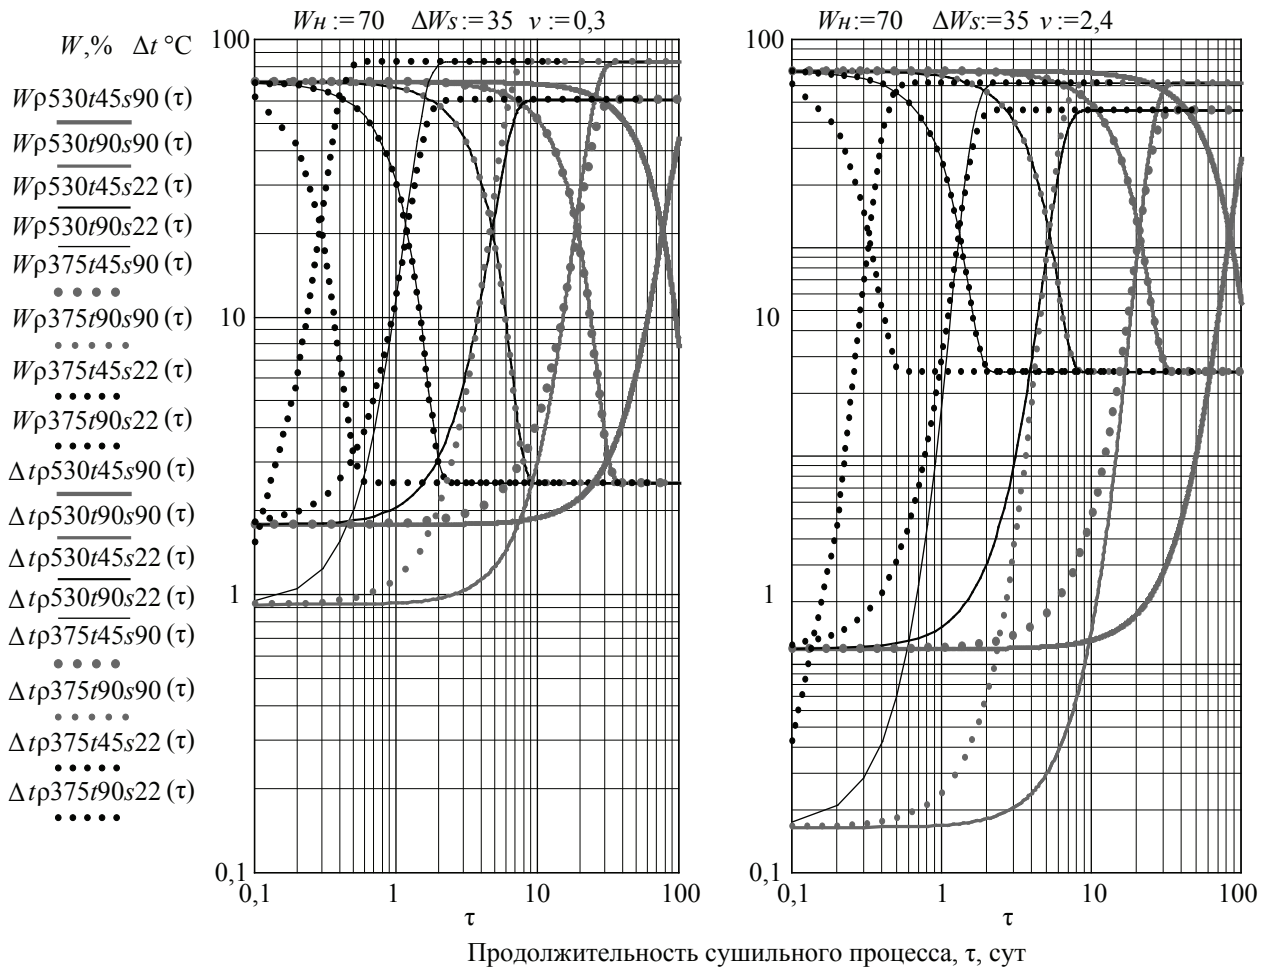 Wн:=70 ΔWs:=35 v:=0,3
Wн:=70 ΔWs:=35 v:=2,4
W,% Δt °C
Wρ530t45s90 (τ)
Wρ530t90s90 (τ)
Wρ530t45s22 (τ)
Wρ530t90s22 (τ)
Wρ375t45s90 (τ)
Wρ375t90s90 (τ)
Wρ375t45s22 (τ)
Wρ375t90s22 (τ)
Δtρ530t45s90 (τ)
Δtρ530t90s90 (τ)
Δtρ530t45s22 (τ)
Δtρ530t90s22 (τ)
Δtρ375t45s90 (τ)
Δtρ375t90s90 (τ)
Δtρ375t45s22 (τ)
Δtρ375t90s22 (τ)
100
10
1
0,1
0,1 1 10 100
τ
100
10
1
0,1
0,1 1 10 100
τ
Продолжительность сушильного процесса, τ, сут